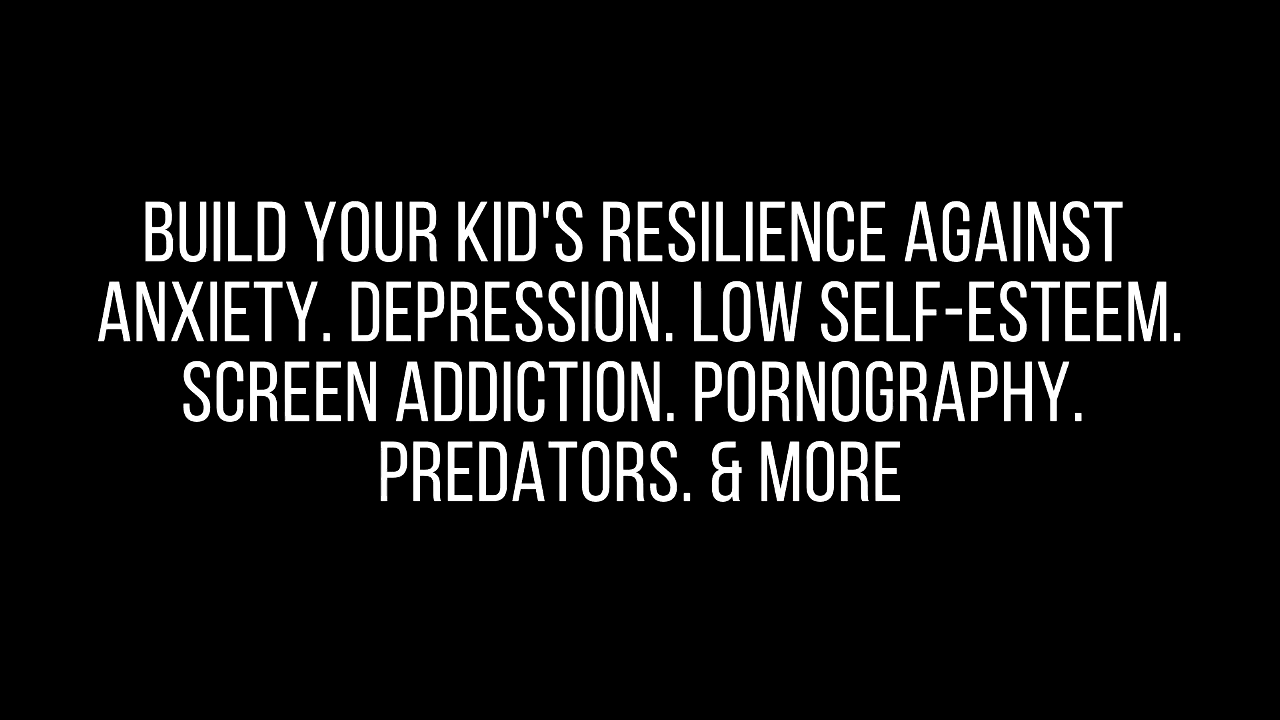 BUILD YOUR KID'S RESILIENCE AGAINST
ANXIETY. DEPRESSION. LOW SELF-ESTEEM.
SCREEN ADDICTION. PORNOGRAPHY.
PREDATORS. & MORE